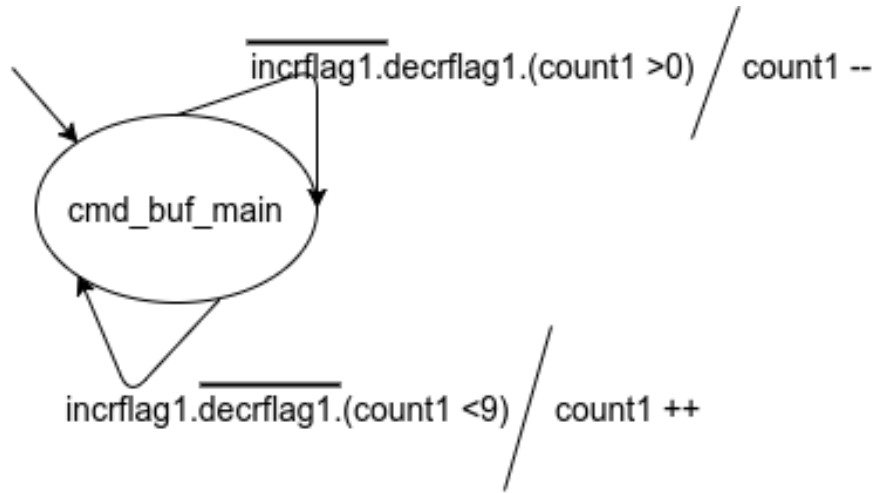 incrflag1.decrflag1.(count1 >0) / count1 --
cmd_buf_main
incrflag1.decrflag1.(count1 <9) / count1 ++